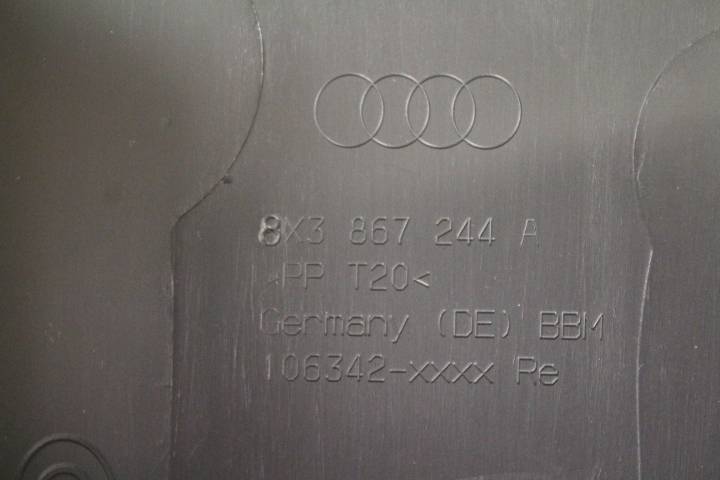 8X3 867 244 A
>PP T20<
Germany (DE) BBM
106342-xxxx Re